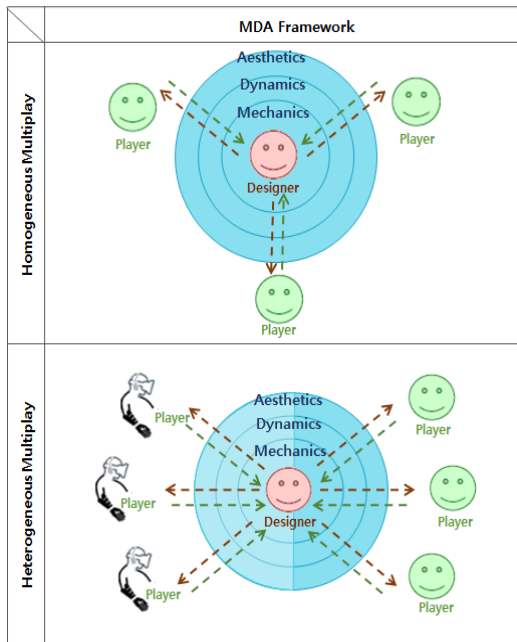 MDA Framework
Homogeneous Multiplay
Aesthetics
Dynamics
Mechanics
Player
Player
Designer
Player
Heterogeneous Multiplay
Aesthetics
Player
Dynamics
Player
Mechanics
Player
Designer
Player
Player
Player